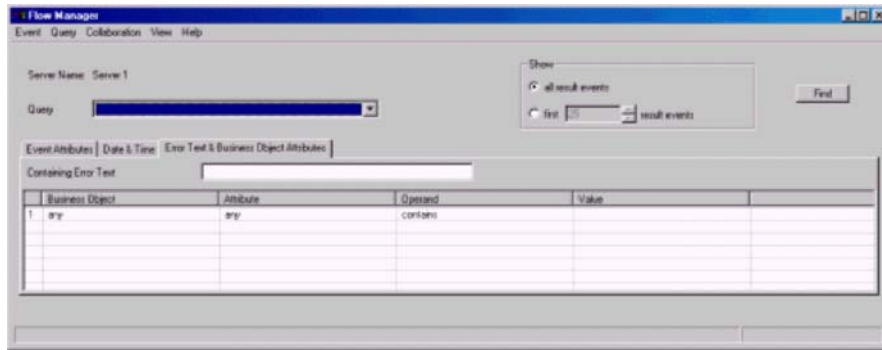 Flow Manager
Event Query Collaboration View Help
Server Name: Server 1
Show
all result events
first 25 result events
Find
Query
Event Attributes Date & Time Error Text & Business Object Attributes
Containing Error Text
Business Object Attribute Operand Value
1 any any contains